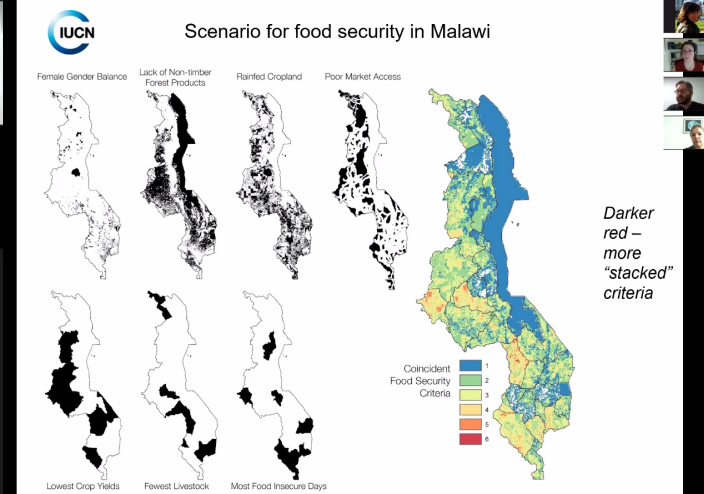 IUCN
Scenario for food security in Malawi
Female Gender Balance
Lack of Non-timber
Forest Products
Rainfed Cropland
Poor Market Access
Darker
red –
more
“stacked”
criteria
Coincident
Food Security
Criteria
1
2
3
4
5
6
Lowest Crop Yields
Fewest Livestock
Most Food Insecure Days